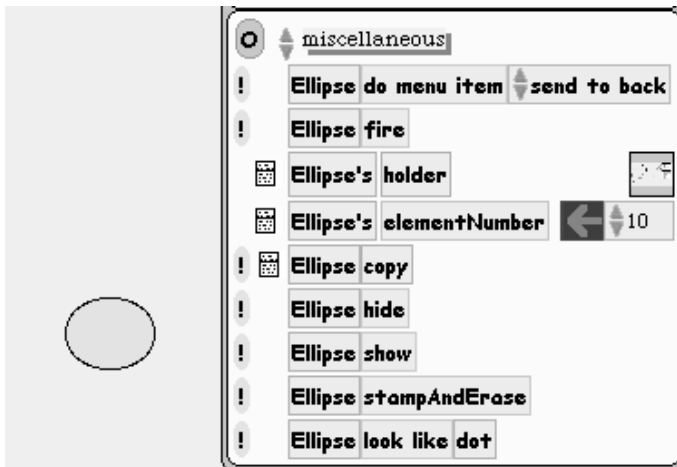 O miscellaneous
! Ellipse do menu item send to back
! Ellipse fire
Ellipse's holder
Ellipse's elementNumber 10
! Ellipse copy
! Ellipse hide
! Ellipse show
! Ellipse stampAndErase
! Ellipse look like dot